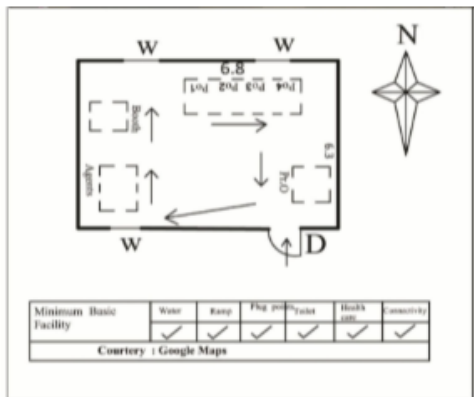 W
W
N
6.8
Po1 Po2 Po3 Po4
Booth
6.3
Agents
Pr.O
W
D
Minimum Basic Facility
Water
Ramp
Plug points
Toilet
Health care
Connectivity
Courtery : Google Maps